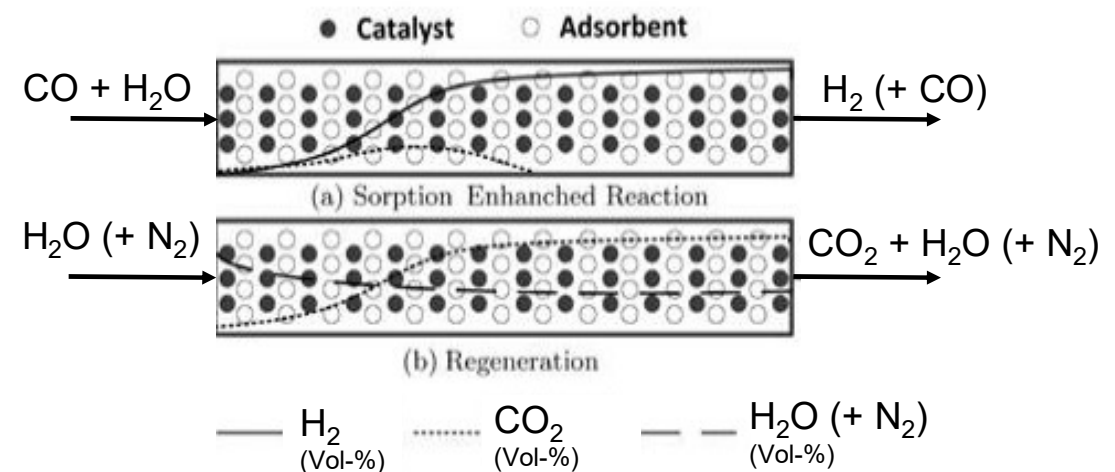 Catalyst Adsorbent
CO + H₂O
H₂ (+ CO)
(a) Sorption Enhanched Reaction
H₂O (+ N₂)
CO₂ + H₂O (+ N₂)
(b) Regeneration
H₂ CO₂ H₂O (+ N₂)
(Vol-%) (Vol-%) (Vol-%)